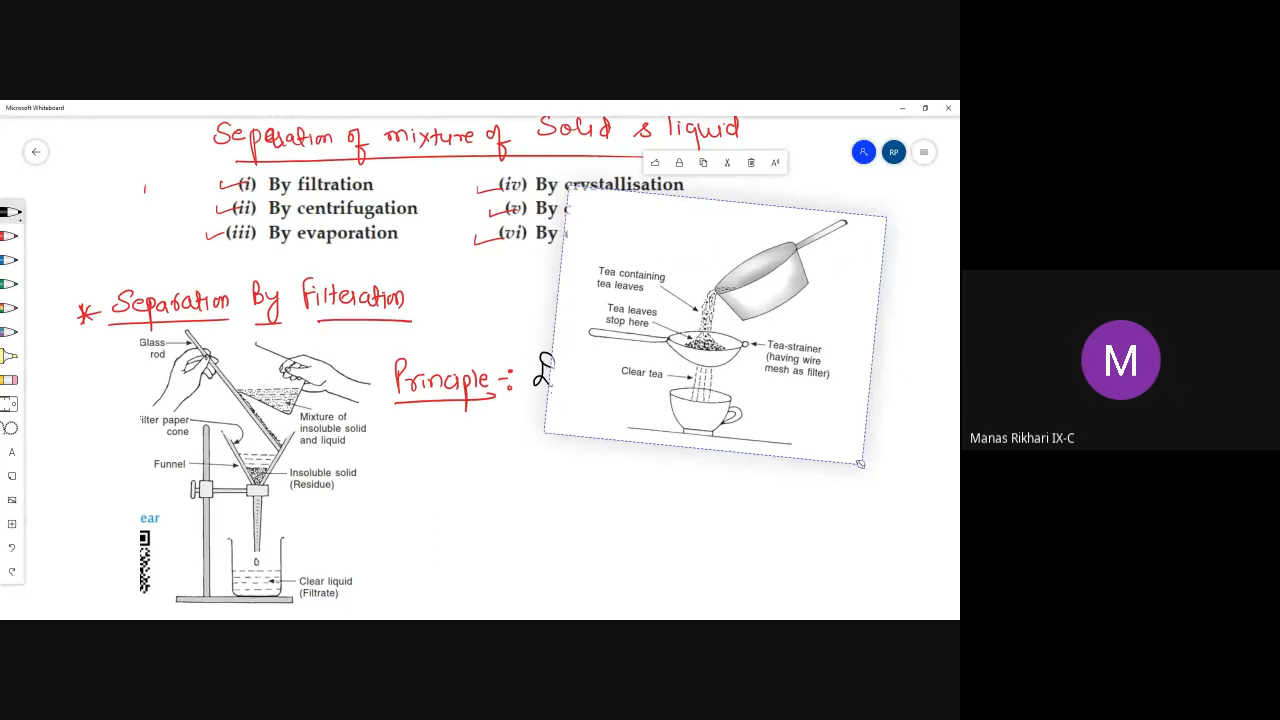 Microsoft Whiteboard
Separation of mixture of Solid & liquid
(i) By filtration
(ii) By centrifugation
(iii) By evaporation
(iv) By crystallisation
(v) By
(vi) By
RP
* Separation By Filteration
Glass
rod
Filter paper
cone
Funnel
Mixture of
insoluble solid
and liquid
Insoluble solid
(Residue)
Clear liquid
(Filtrate)
ear
Principle -:
Tea containing
tea leaves
Tea leaves
stop here
Clear tea
Tea-strainer
(having wire
mesh as filter)
M
Manas Rikhari IX-C